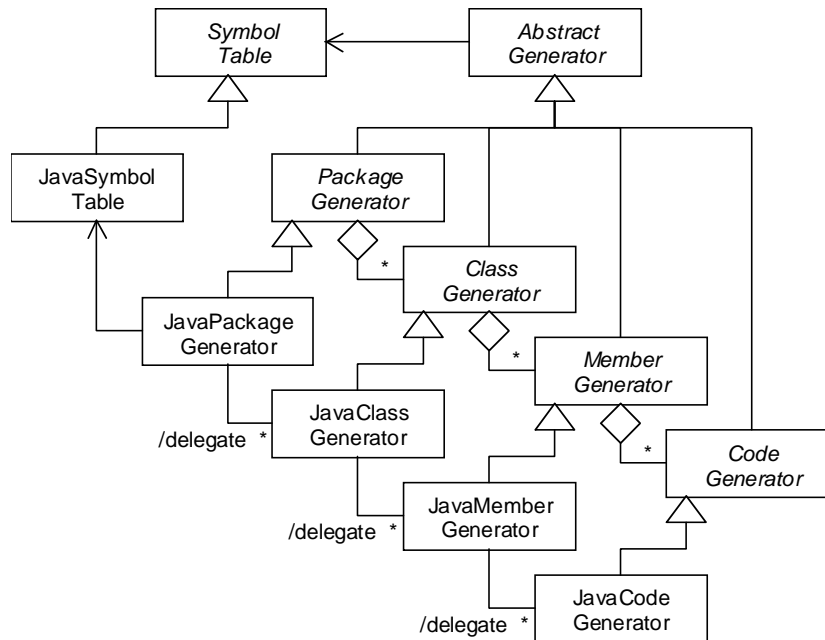 Symbol
Table
Abstract
Generator
JavaSymbol
Table
Package
Generator
*
Class
Generator
JavaPackage
Generator
*
Member
Generator
/delegate *
JavaClass
Generator
*
Code
Generator
/delegate *
JavaMember
Generator
/delegate *
JavaCode
Generator